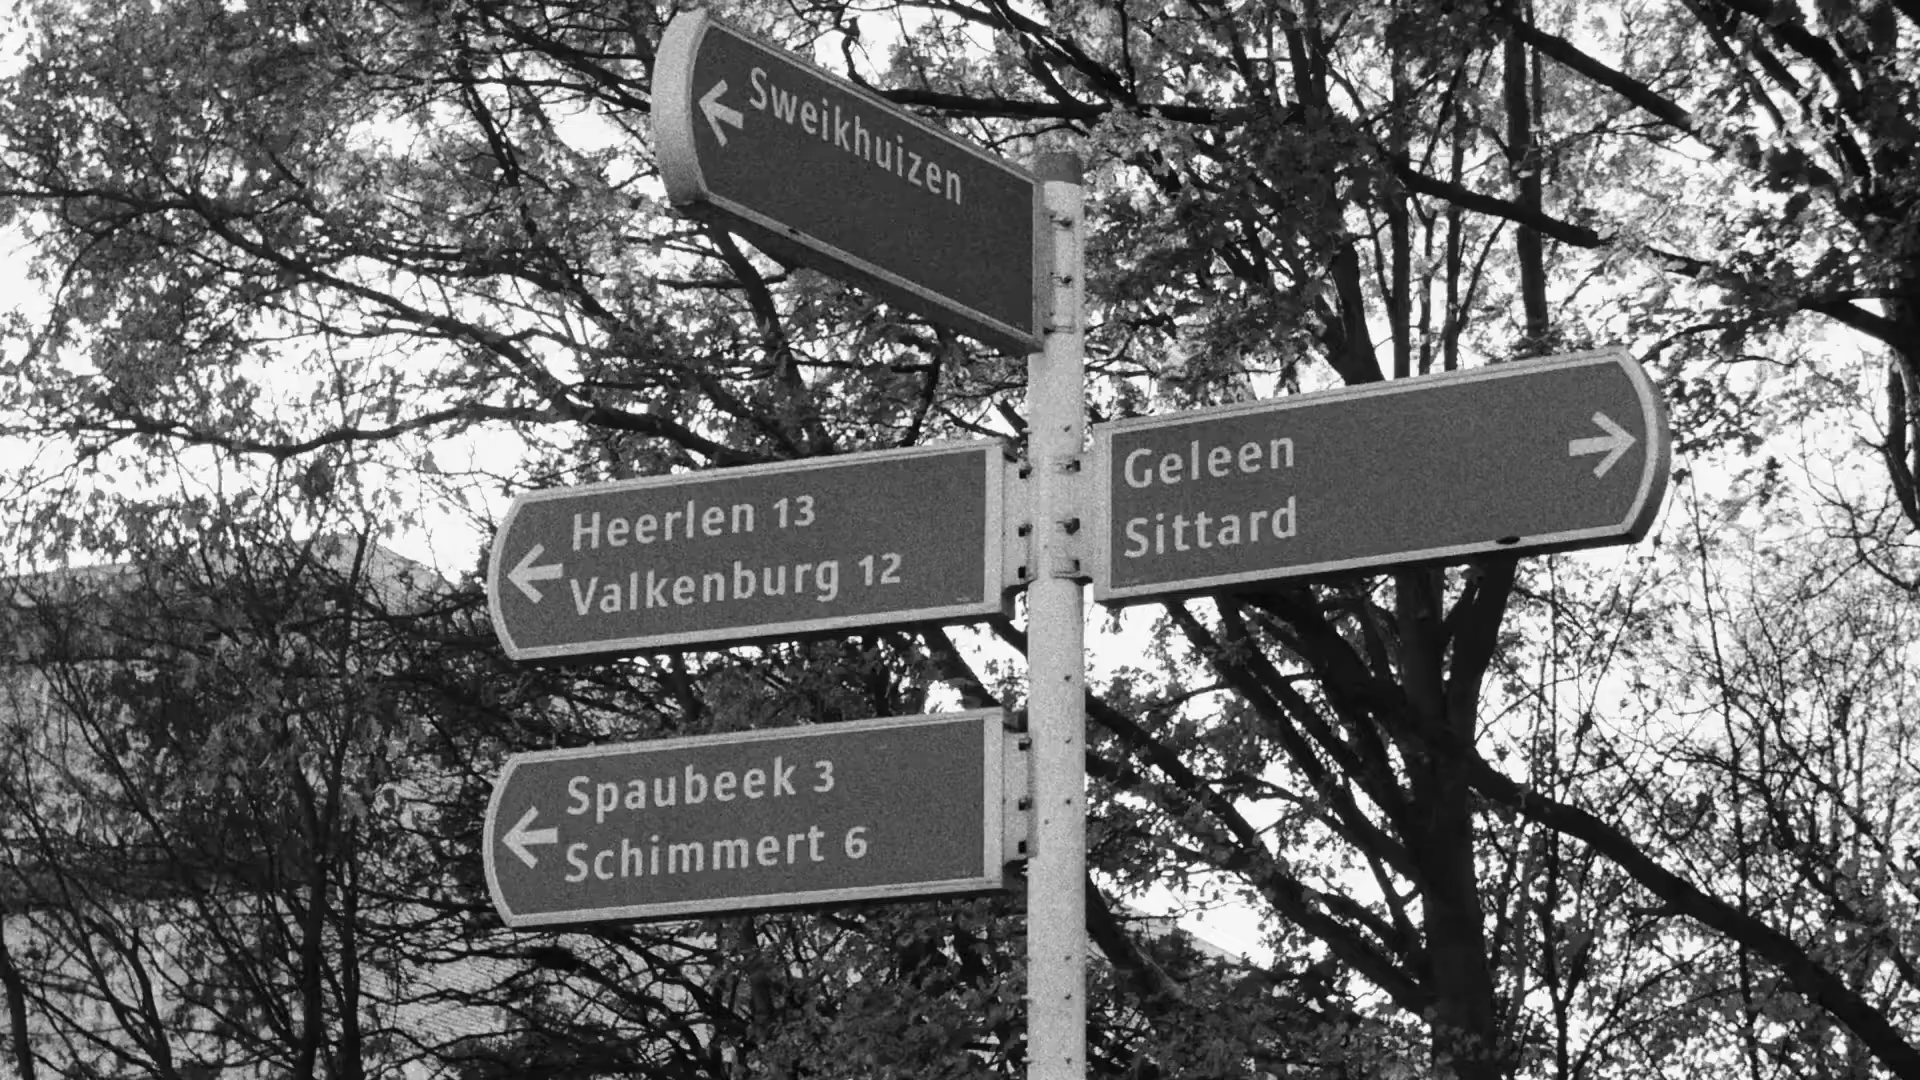 Sweikhuizen
Heerlen 13
Valkenburg 12
Geleen
Sittard
Spaubeek 3
Schimmert 6